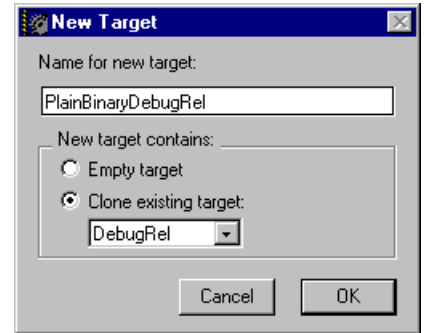 New Target
Name for new target:
PlainBinaryDebugRel
New target contains:
Empty target
Clone existing target:
DebugRel
Cancel OK